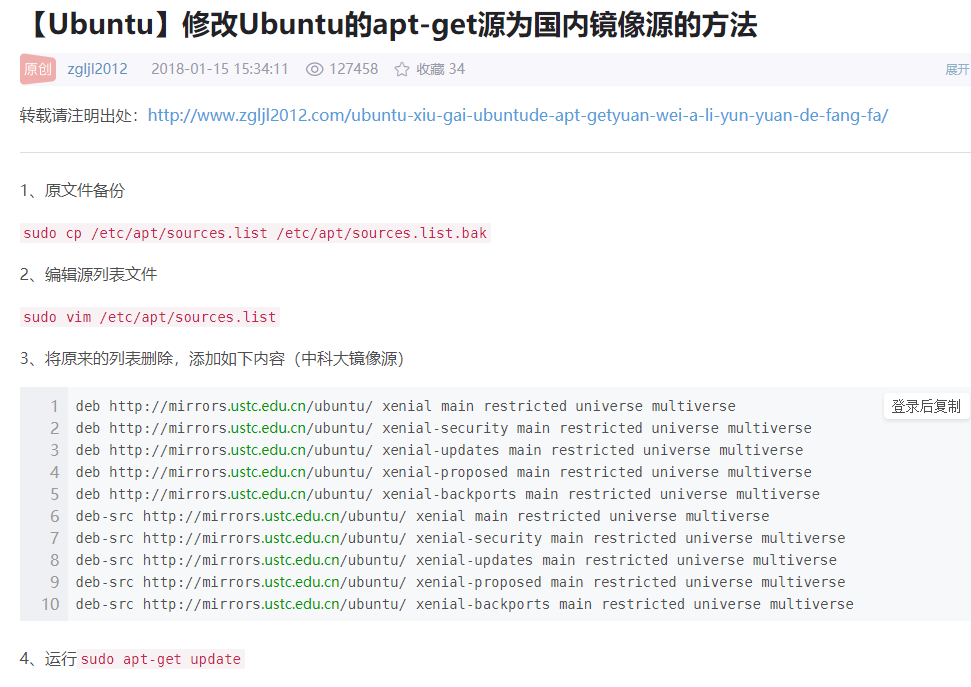 【Ubuntu】修改Ubuntu的apt-get源为国内镜像源的方法
原创 zgljl2012 2018-01-15 15:34:11 127458 收藏 34 展开
转载请注明出处：http://www.zgljl2012.com/ubuntu-xiu-gai-ubuntude-apt-getyuan-wei-a-li-yun-yuan-de-fang-fa/
1、原文件备份
sudo cp /etc/apt/sources.list /etc/apt/sources.list.bak
2、编辑源列表文件
sudo vim /etc/apt/sources.list
3、将原来的列表删除，添加如下内容（中科大镜像源）
登录后复制
1 deb http://mirrors.ustc.edu.cn/ubuntu/ xenial main restricted universe multiverse
2 deb http://mirrors.ustc.edu.cn/ubuntu/ xenial-security main restricted universe multiverse
3 deb http://mirrors.ustc.edu.cn/ubuntu/ xenial-updates main restricted universe multiverse
4 deb http://mirrors.ustc.edu.cn/ubuntu/ xenial-proposed main restricted universe multiverse
5 deb http://mirrors.ustc.edu.cn/ubuntu/ xenial-backports main restricted universe multiverse
6 deb-src http://mirrors.ustc.edu.cn/ubuntu/ xenial main restricted universe multiverse
7 deb-src http://mirrors.ustc.edu.cn/ubuntu/ xenial-security main restricted universe multiverse
8 deb-src http://mirrors.ustc.edu.cn/ubuntu/ xenial-updates main restricted universe multiverse
9 deb-src http://mirrors.ustc.edu.cn/ubuntu/ xenial-proposed main restricted universe multiverse
10 deb-src http://mirrors.ustc.edu.cn/ubuntu/ xenial-backports main restricted universe multiverse
4、运行sudo apt-get update